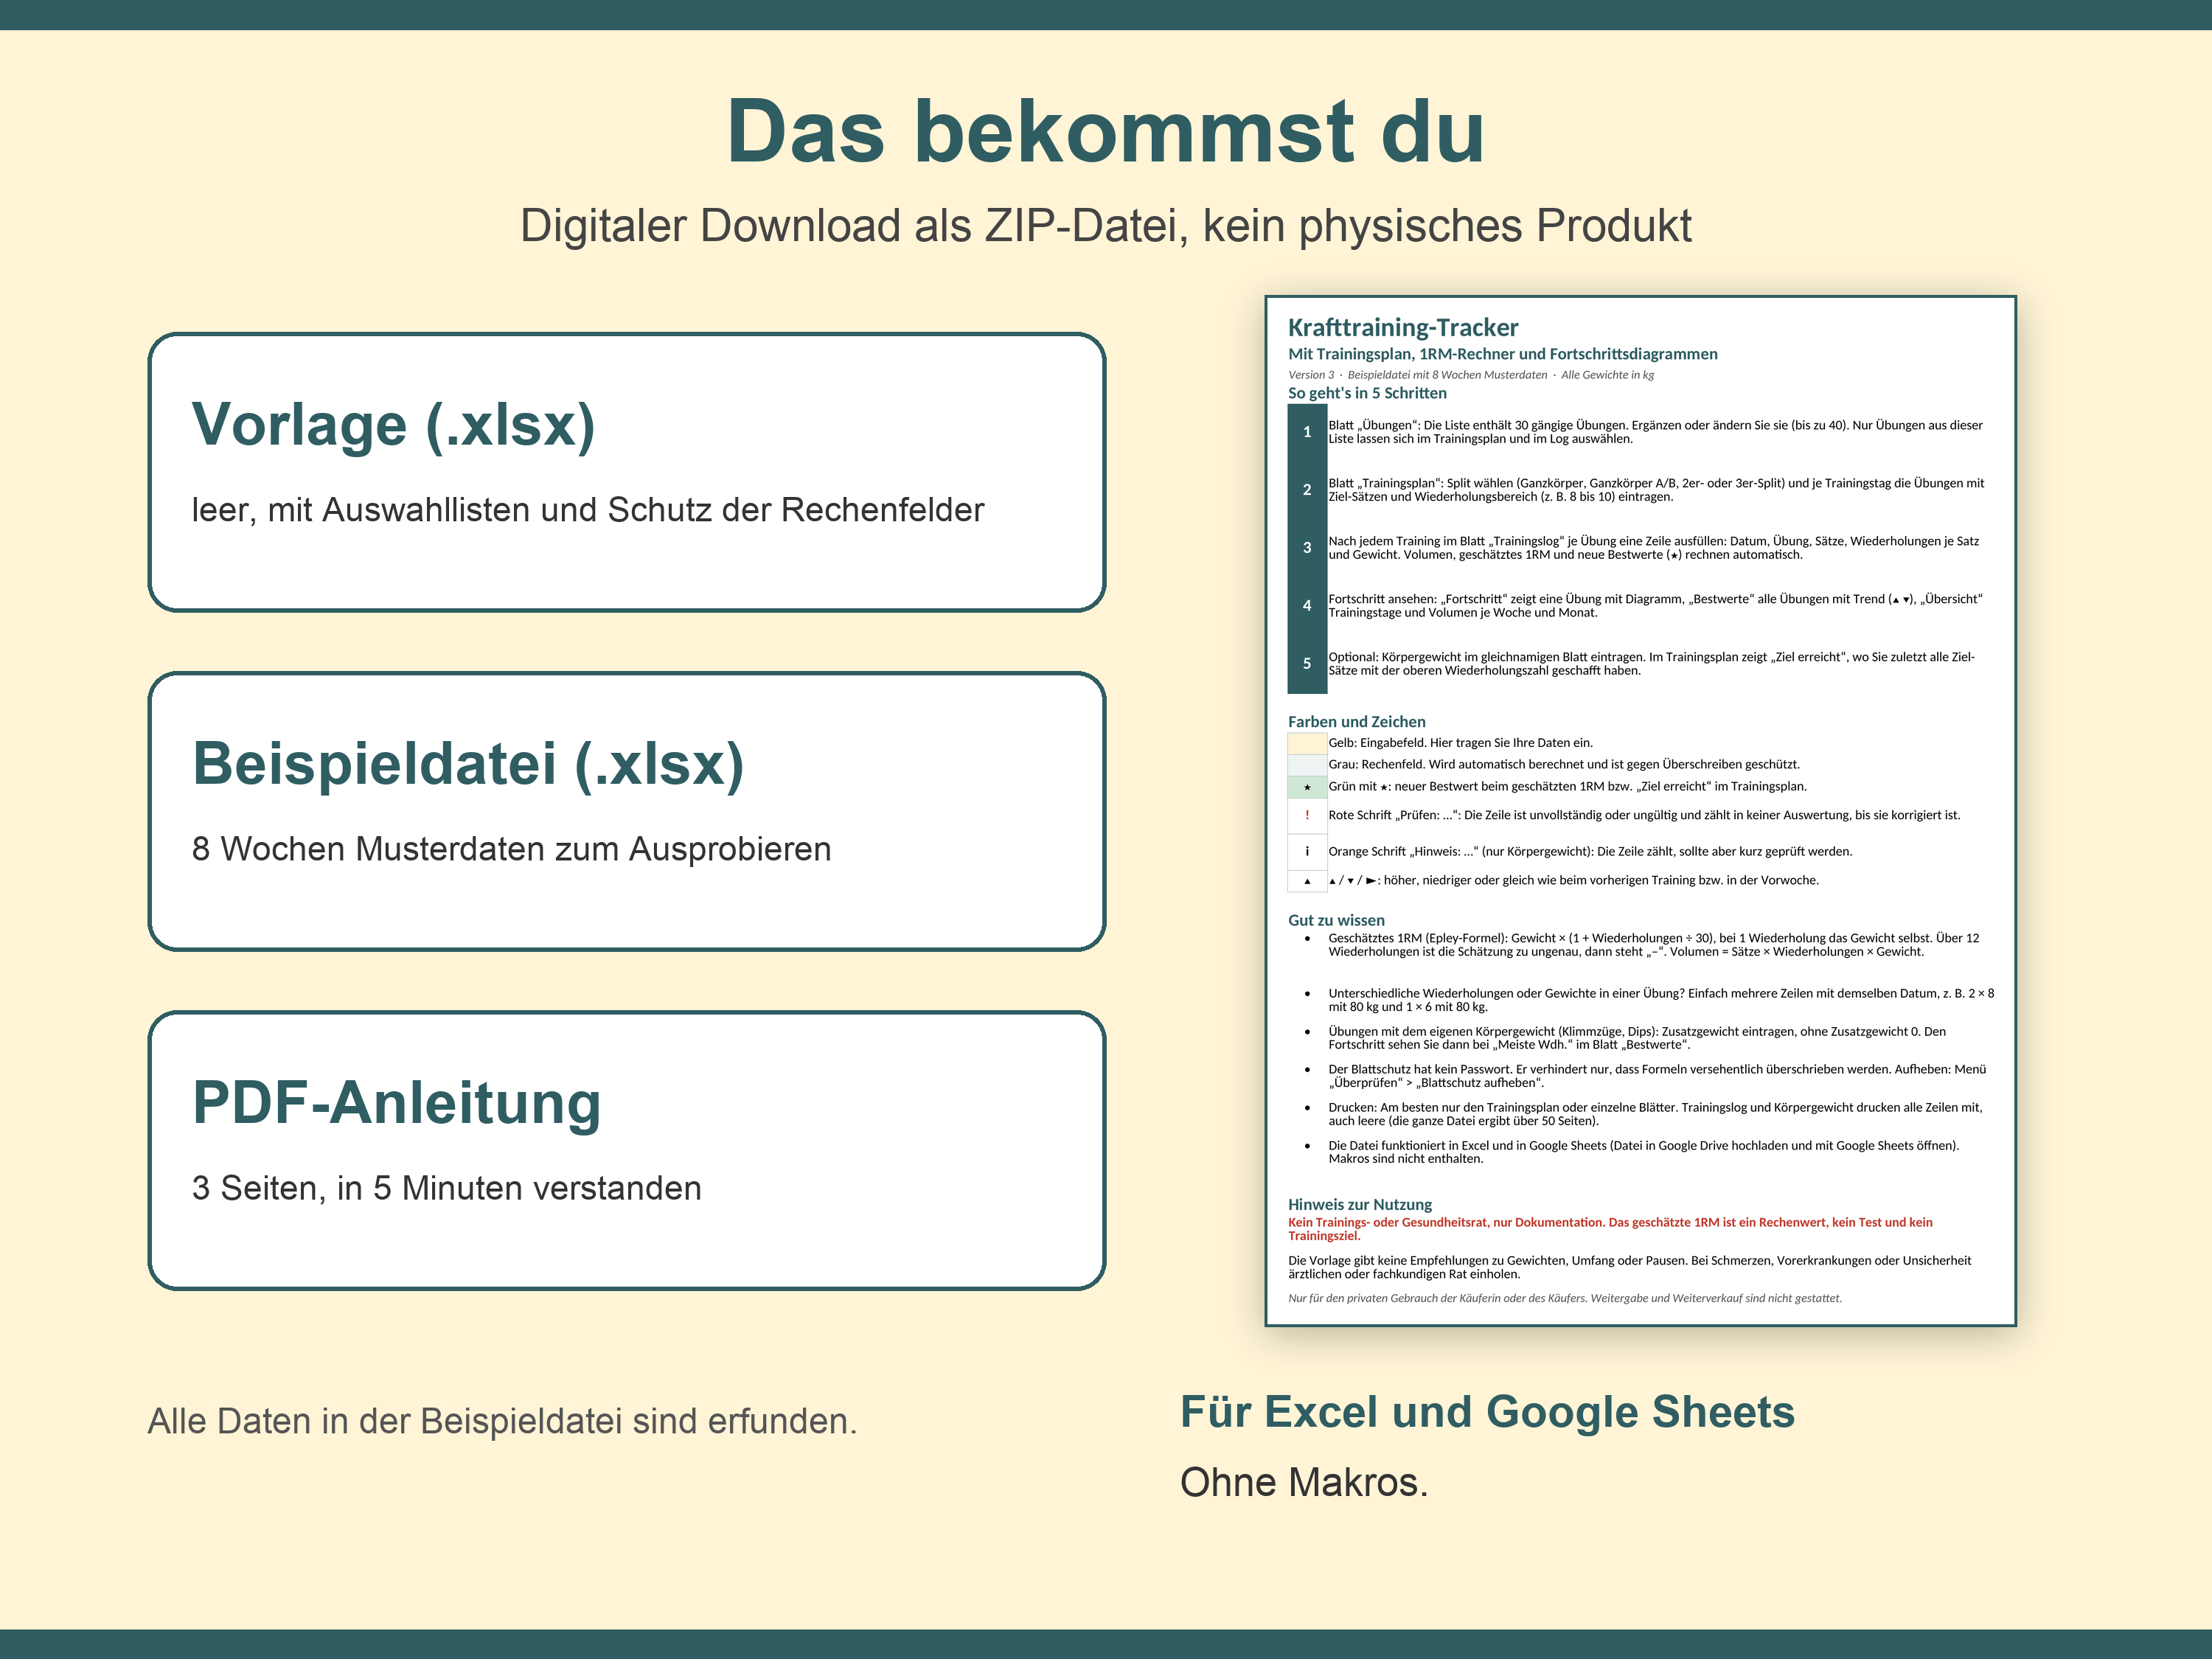 Das bekommst du
Digitaler Download als ZIP-Datei, kein physisches Produkt
Vorlage (.xlsx)
leer, mit Auswahllisten und Schutz der Rechenfelder
Beispieldatei (.xlsx)
8 Wochen Musterdaten zum Ausprobieren
PDF-Anleitung
3 Seiten, in 5 Minuten verstanden
Alle Daten in der Beispieldatei sind erfunden.
Krafttraining-Tracker
Mit Trainingsplan, 1RM-Rechner und Fortschrittsdiagrammen
Version 3 · Beispieldatei mit 8 Wochen Musterdaten · Alle Gewichte in kg
So geht's in 5 Schritten
1 Blatt „Übungen“: Die Liste enthält 30 gängige Übungen. Ergänzen oder ändern Sie sie (bis zu 40). Nur Übungen aus dieser
Liste lassen sich im Trainingsplan und im Log auswählen.
2 Blatt „Trainingsplan“: Split wählen (Ganzkörper, Ganzkörper A/B, 2er- oder 3er-Split) und je Trainingstag die Übungen mit
Ziel-Sätzen und Wiederholungsbereich (z. B. 8 bis 10) eintragen.
3 Nach jedem Training im Blatt „Trainingslog“ je Übung eine Zeile ausfüllen: Datum, Übung, Sätze, Wiederholungen je Satz
und Gewicht. Volumen, geschätztes 1RM und neue Bestwerte (★) rechnen automatisch.
4 Fortschritt ansehen: „Fortschritt“ zeigt eine Übung mit Diagramm, „Bestwerte“ alle Übungen mit Trend (▲ ▼), „Übersicht“
Trainingstage und Volumen je Woche und Monat.
5 Optional: Körpergewicht im gleichnamigen Blatt eintragen. Im Trainingsplan zeigt „Ziel erreicht“, wo Sie zuletzt alle Ziel-
Sätze mit der oberen Wiederholungszahl geschafft haben.
Farben und Zeichen
Gelb: Eingabefeld. Hier tragen Sie Ihre Daten ein.
Grau: Rechenfeld. Wird automatisch berechnet und ist gegen Überschreiben geschützt.
★ Grün mit ★: neuer Bestwert beim geschätzten 1RM bzw. „Ziel erreicht“ im Trainingsplan.
! Rote Schrift „Prüfen: ...“: Die Zeile ist unvollständig oder ungültig und zählt in keiner Auswertung, bis sie korrigiert ist.
i Orange Schrift „Hinweis: ...“ (nur Körpergewicht): Die Zeile zählt, sollte aber kurz geprüft werden.
▲ ▲ / ▼ / ►: höher, niedriger oder gleich wie beim vorherigen Training bzw. in der Vorwoche.
Gut zu wissen
• Geschätztes 1RM (Epley-Formel): Gewicht × (1 + Wiederholungen ÷ 30), bei 1 Wiederholung das Gewicht selbst. Über 12
Wiederholungen ist die Schätzung zu ungenau, dann steht „–“. Volumen = Sätze × Wiederholungen × Gewicht.
• Unterschiedliche Wiederholungen oder Gewichte in einer Übung? Einfach mehrere Zeilen mit demselben Datum, z. B. 2 × 8
mit 80 kg und 1 × 6 mit 80 kg.
• Übungen mit dem eigenen Körpergewicht (Klimmzüge, Dips): Zusatzgewicht eintragen, ohne Zusatzgewicht 0. Den
Fortschritt sehen Sie dann bei „Meiste Wdh.“ im Blatt „Bestwerte“.
• Der Blattschutz hat kein Passwort. Er verhindert nur, dass Formeln versehentlich überschrieben werden. Aufheben: Menü
„Überprüfen“ > „Blattschutz aufheben“.
• Drucken: Am besten nur den Trainingsplan oder einzelne Blätter. Trainingslog und Körpergewicht drucken alle Zeilen mit,
auch leere (die ganze Datei ergibt über 50 Seiten).
• Die Datei funktioniert in Excel und in Google Sheets (Datei in Google Drive hochladen und mit Google Sheets öffnen).
Makros sind nicht enthalten.
Hinweis zur Nutzung
Kein Trainings- oder Gesundheitsrat, nur Dokumentation. Das geschätzte 1RM ist ein Rechenwert, kein Test und kein
Trainingsziel.
Die Vorlage gibt keine Empfehlungen zu Gewichten, Umfang oder Pausen. Bei Schmerzen, Vorerkrankungen oder Unsicherheit
ärztlichen oder fachkundigen Rat einholen.
Nur für den privaten Gebrauch der Käuferin oder des Käufers. Weitergabe und Weiterverkauf sind nicht gestattet.
Für Excel und Google Sheets
Ohne Makros.